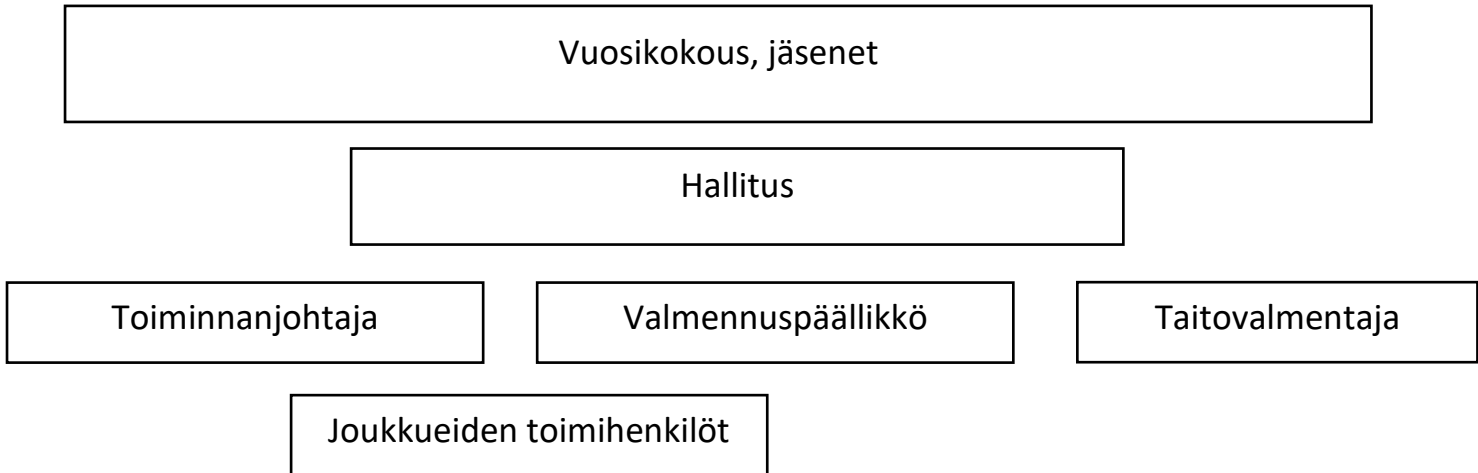 Vuosikokous, jäsenet
Hallitus
Toiminnanjohtaja
Valmennuspäällikkö
Taitovalmentaja
Joukkueiden toimihenkilöt